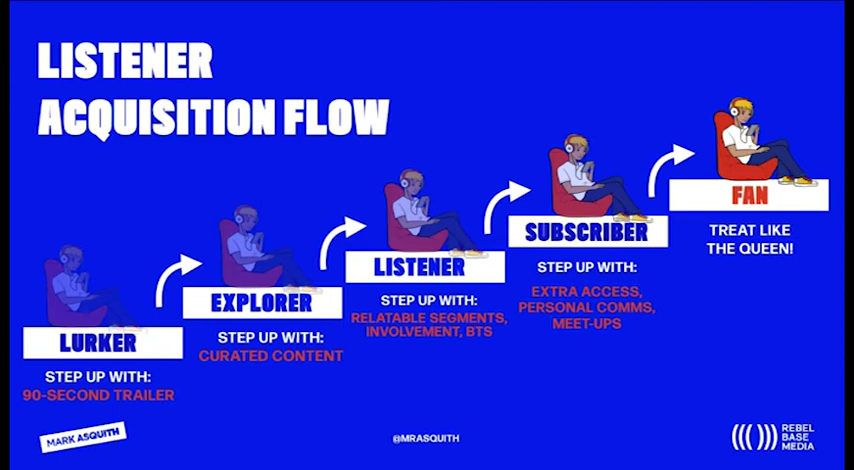 LISTENER
ACQUISITION FLOW
LURKER
STEP UP WITH:
90-SECOND TRAILER
EXPLORER
STEP UP WITH:
CURATED CONTENT
LISTENER
STEP UP WITH:
RELATABLE SEGMENTS,
INVOLVEMENT, BTS
SUBSCRIBER
STEP UP WITH:
EXTRA ACCESS,
PERSONAL COMMS,
MEET-UPS
FAN
TREAT LIKE
THE QUEEN!
MARK ASQUITH
@MRASQUITH
REBEL
BASE
MEDIA